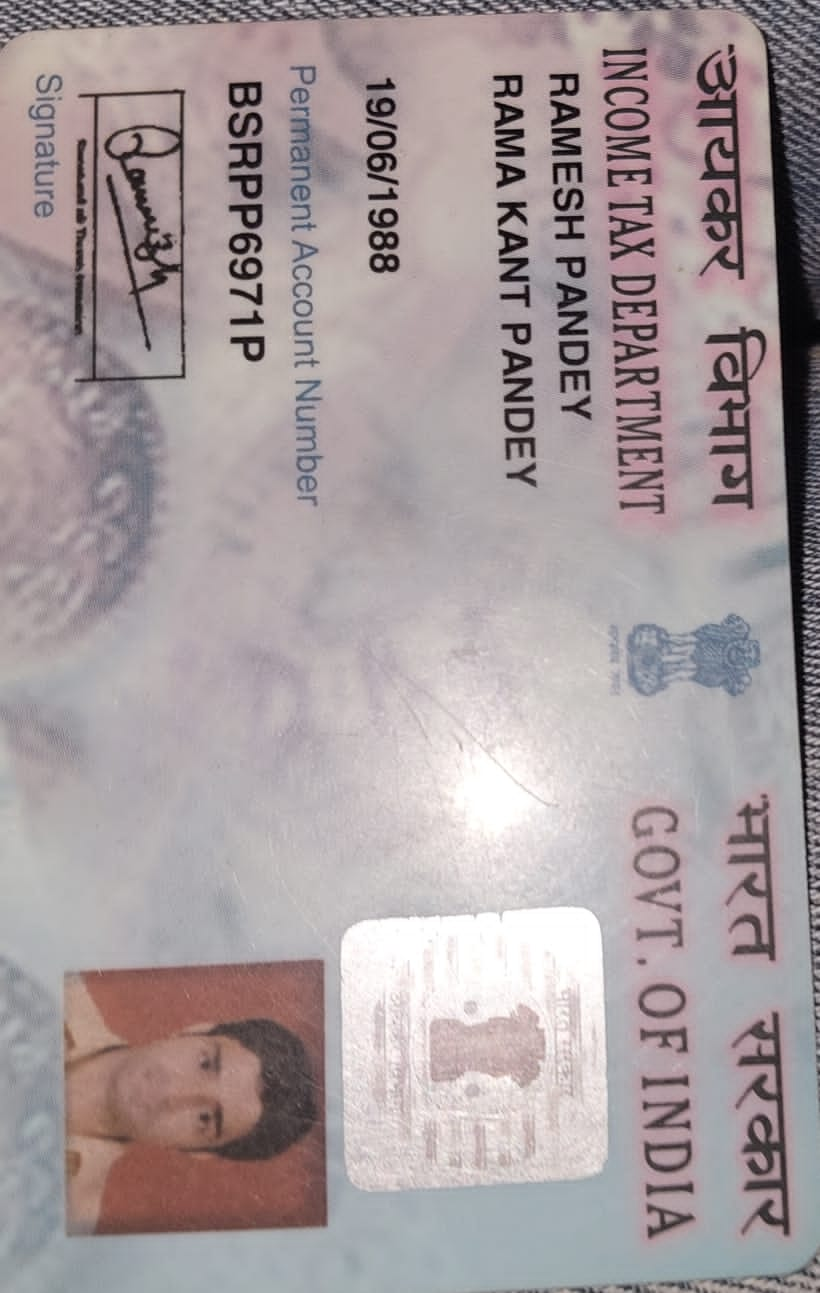 आयकर विभाग
INCOME TAX DEPARTMENT
भारत सरकार
GOVT. OF INDIA
RAMESH PANDEY
RAMA KANT PANDEY
19/06/1988
Permanent Account Number
BSRPP6971P
Signature